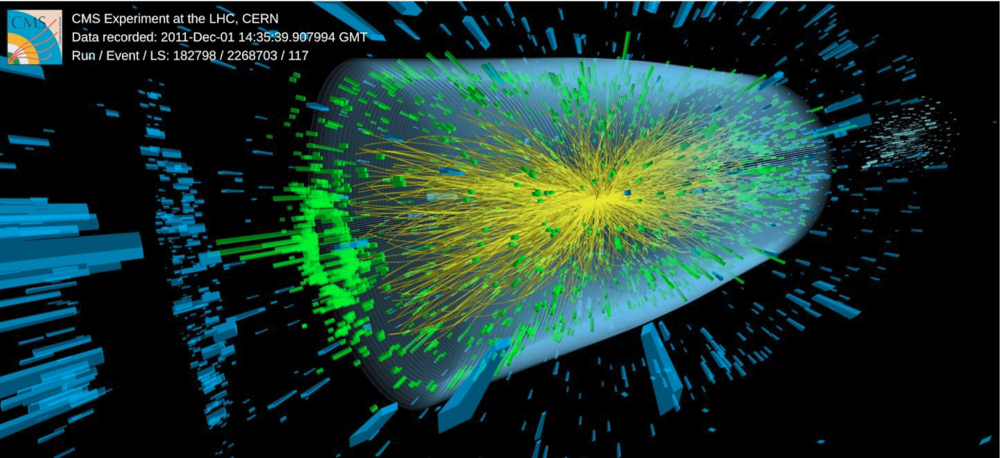 CMS
CMS Experiment at the LHC, CERN
Data recorded: 2011-Dec-01 14:35:39.907994 GMT
Run / Event / LS: 182798 / 2268703 / 117